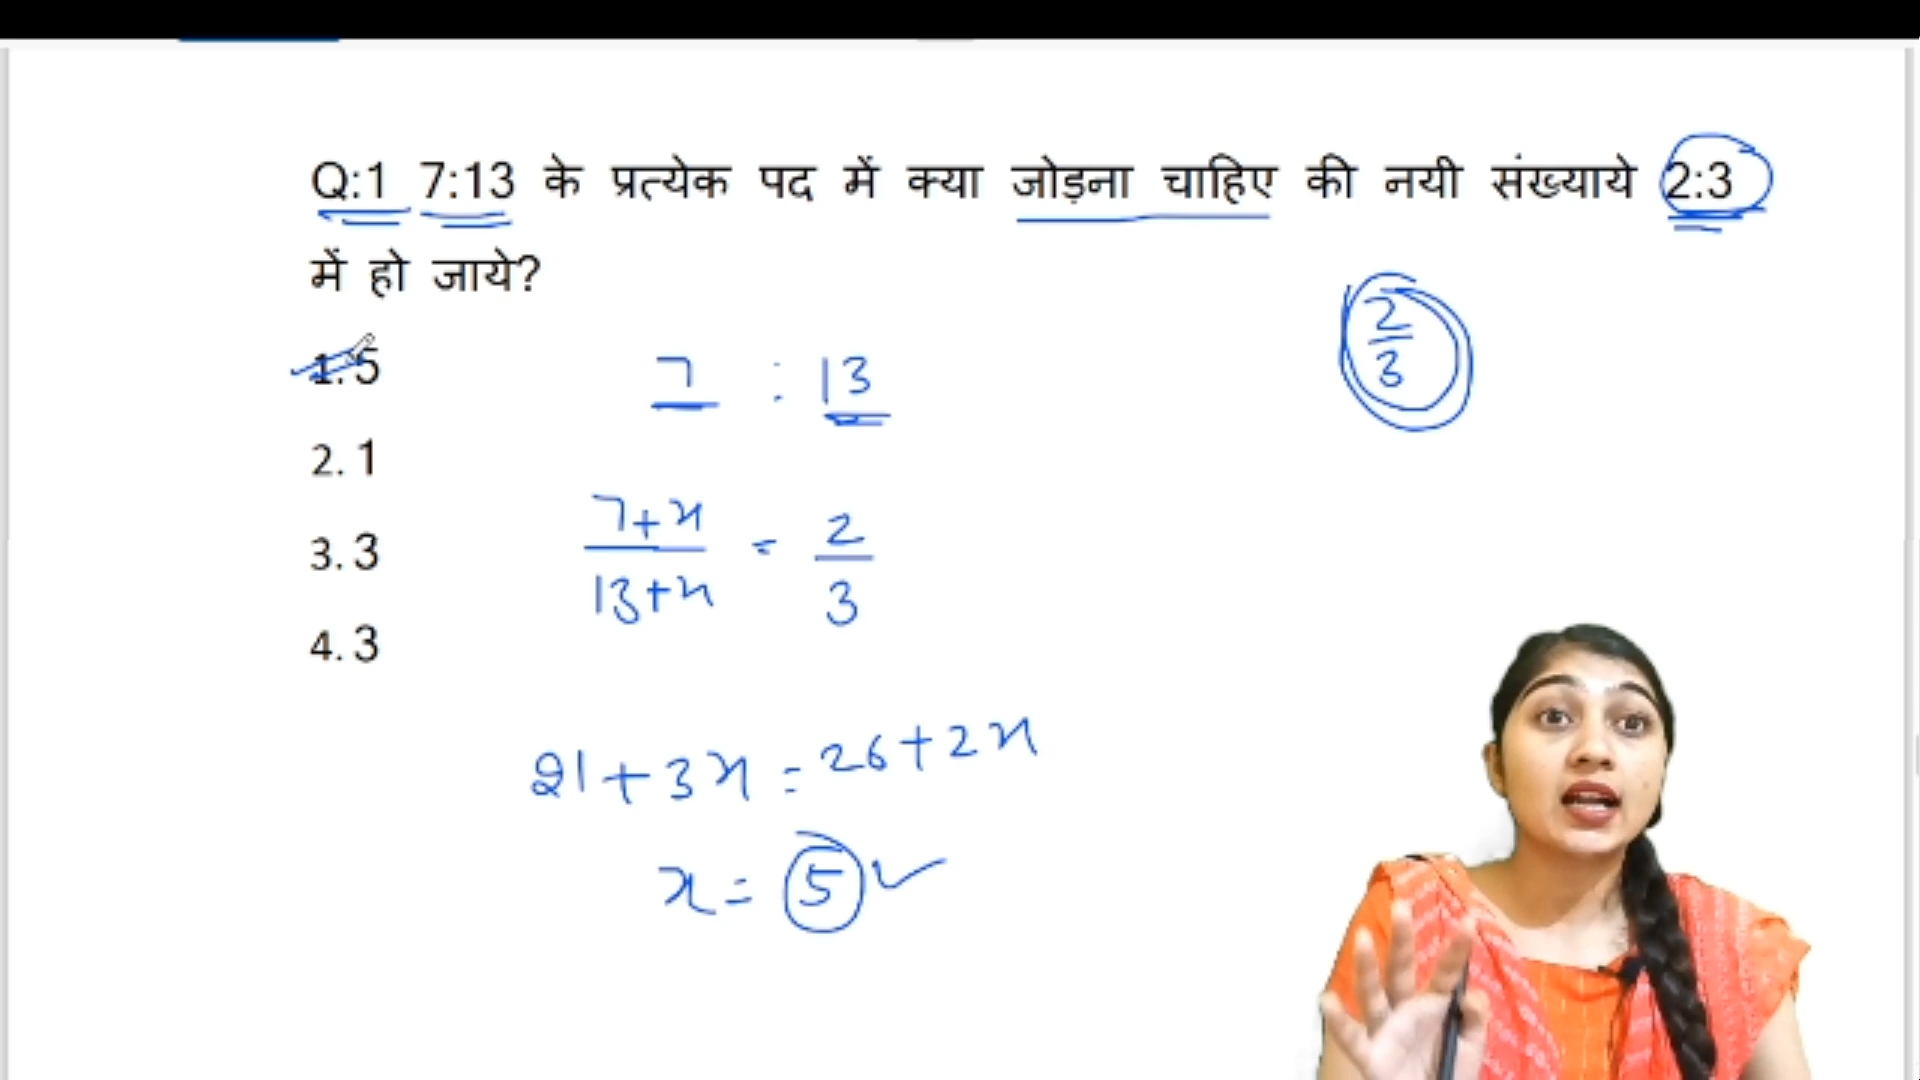 Q:1 7:13 के प्रत्येक पद में क्या जोड़ना चाहिए की नयी संख्याये 2:3
में हो जाये?
1. 5
2. 1
3. 3
4. 3
7 : 13
2/3
7+x/13+x = 2/3
21+3x = 26+2x
x = 5